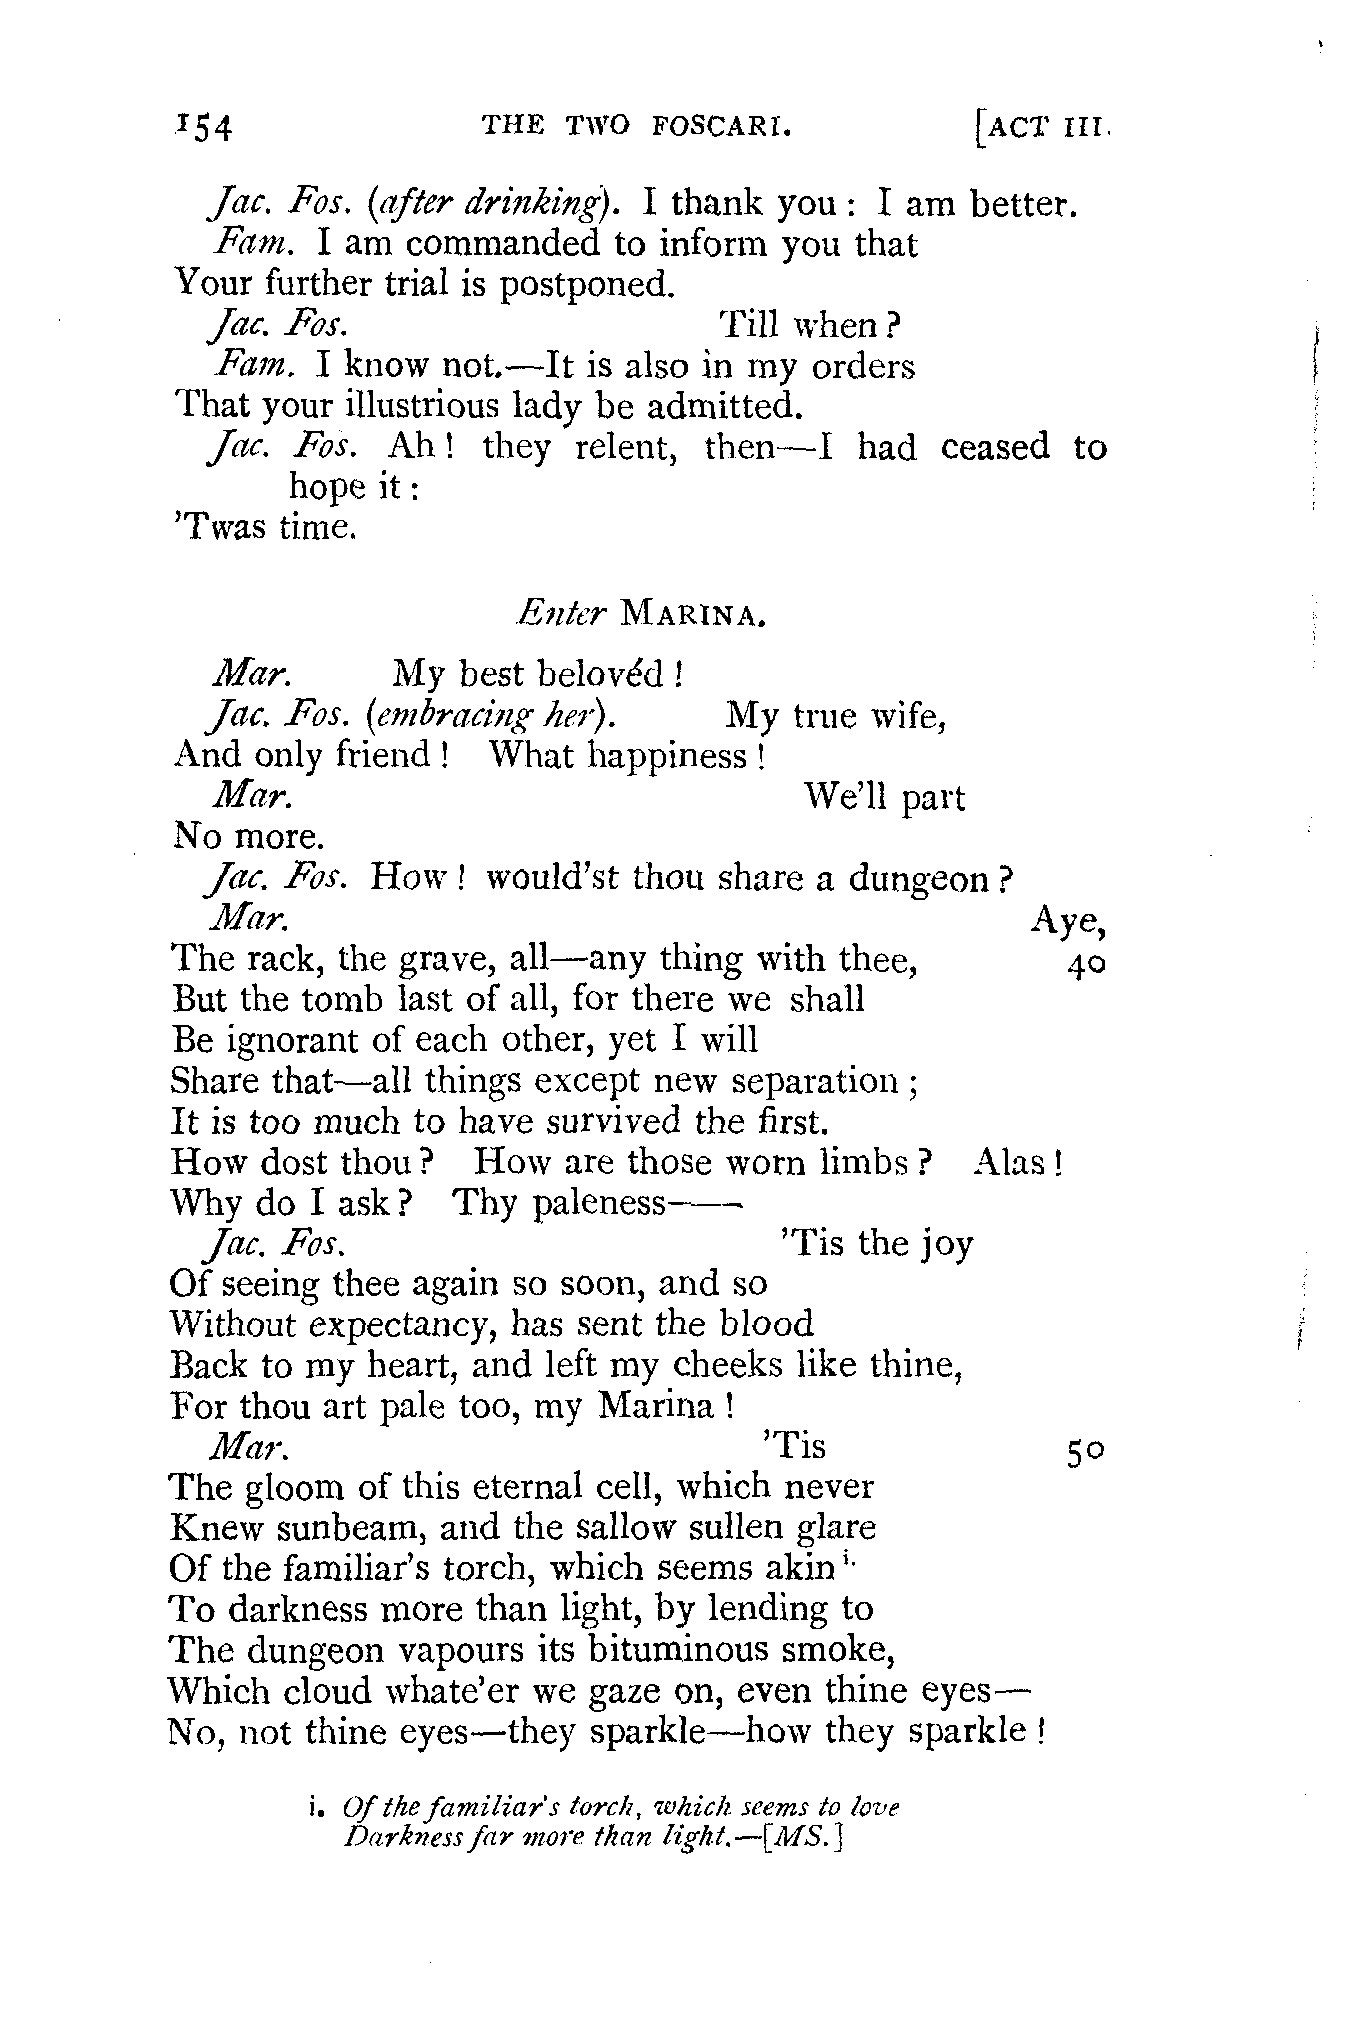 154 THE TWO FOSCARI. [ACT III.
Jac. Fos. (after drinking). I thank you : I am better.
Fam. I am commanded to inform you that
Your further trial is postponed.
Jac. Fos. Till when ?
Fam. I know not.—It is also in my orders
That your illustrious lady be admitted.
Jac. Fos. Ah ! they relent, then—I had ceased to
hope it :
'Twas time.
Enter MARINA.
Mar. My best belovéd !
Jac. Fos. (embracing her). My true wife,
And only friend ! What happiness !
Mar. We'll part
No more.
Jac. Fos. How ! would'st thou share a dungeon ?
Mar. Aye,
The rack, the grave, all—any thing with thee, 40
But the tomb last of all, for there we shall
Be ignorant of each other, yet I will
Share that—all things except new separation ;
It is too much to have survived the first.
How dost thou ? How are those worn limbs ? Alas !
Why do I ask ? Thy paleness——
Jac. Fos. 'Tis the joy
Of seeing thee again so soon, and so
Without expectancy, has sent the blood
Back to my heart, and left my cheeks like thine,
For thou art pale too, my Marina !
Mar. 'Tis 50
The gloom of this eternal cell, which never
Knew sunbeam, and the sallow sullen glare
Of the familiar's torch, which seems akin i.
To darkness more than light, by lending to
The dungeon vapours its bituminous smoke,
Which cloud whate'er we gaze on, even thine eyes—
No, not thine eyes—they sparkle—how they sparkle !
i. Of the familiar's torch, which seems to love
Darkness far more than light.—[MS.]